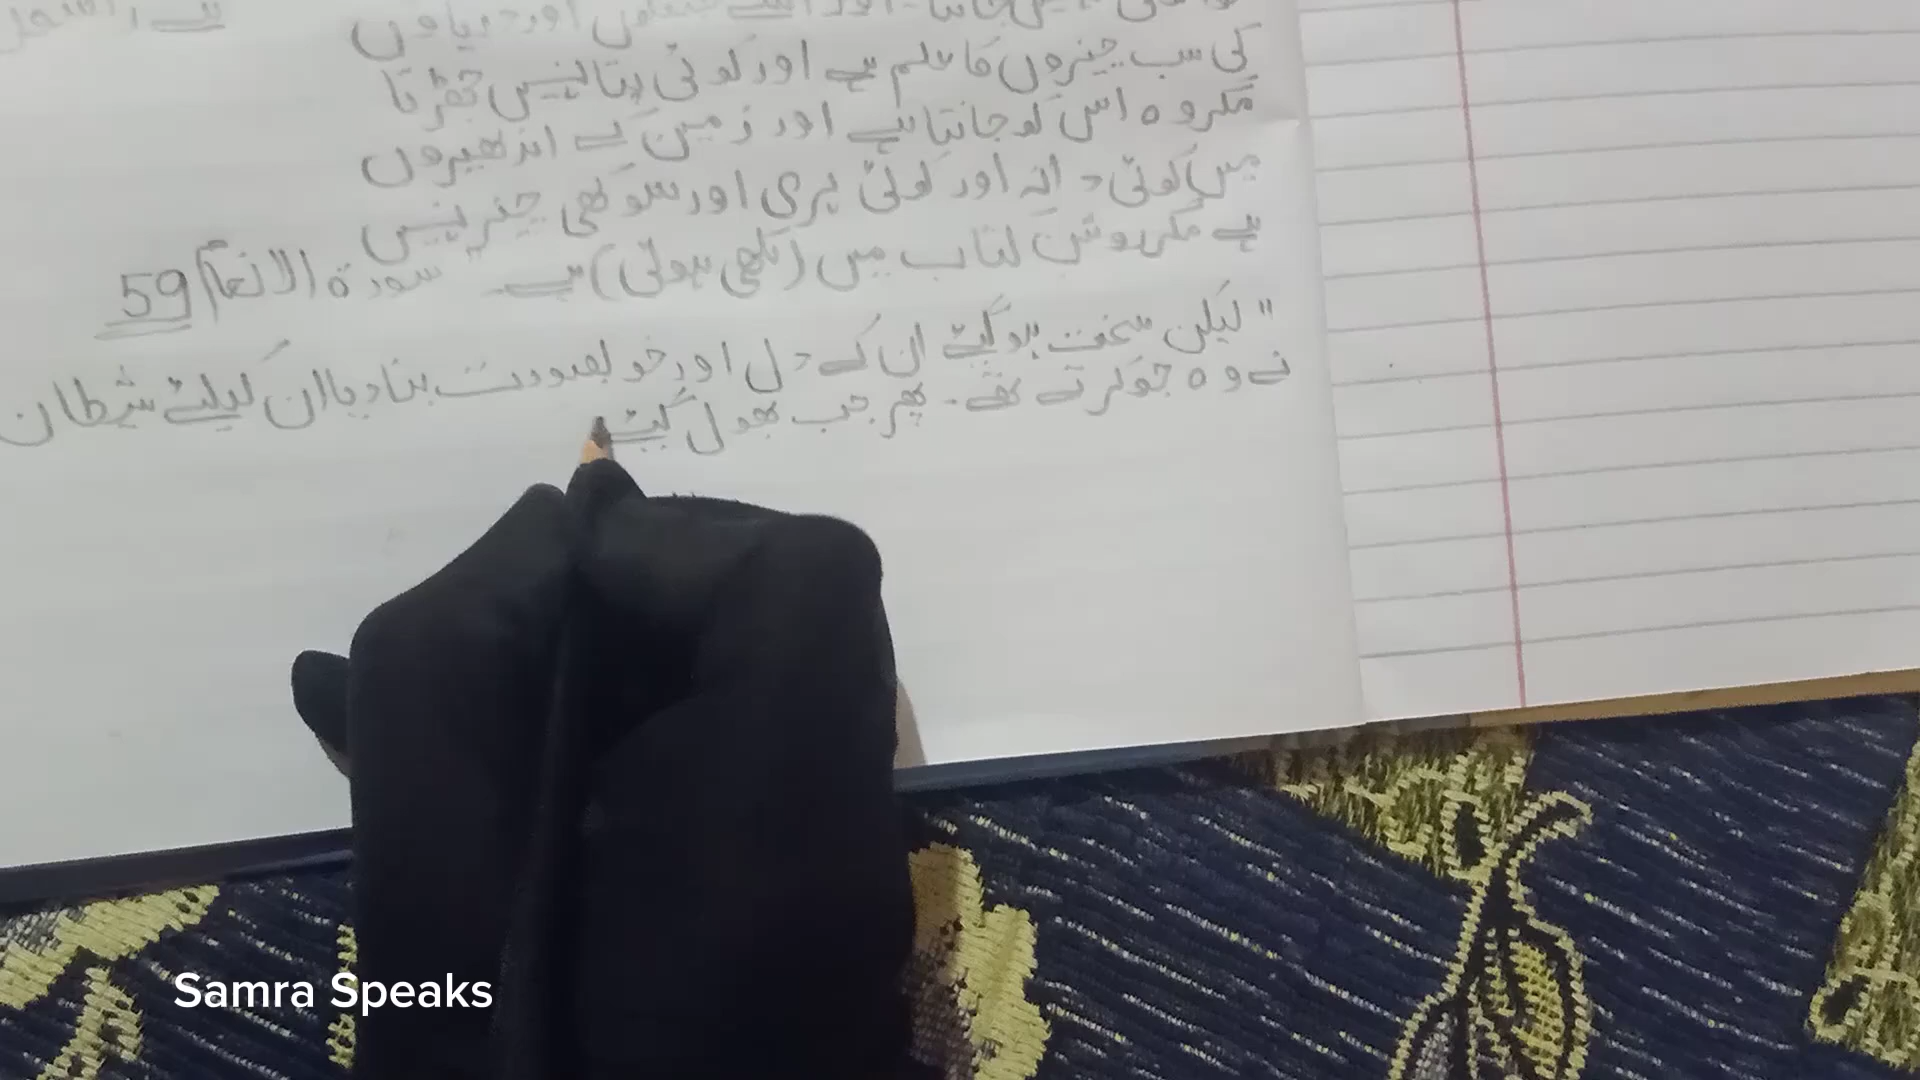 اور دریاوں
کی سب چیزوں کا علم ہے اور کوئی پتا نہیں جھڑتا
مگر وہ اس کو جانتا ہے اور زمین کے اندھیروں
میں کوئی دانہ اور کوئی ہری اور سوکھی چیز نہیں
ہے مگر روشن کتاب میں (لکھی ہوئی) ہے۔" سورۃ الانعام 59
" لیکن سخت ہوگئے ان کے دل اور خوبصورت بنا دیا ان کیلئے شیطان
نے وہ جو کرتے تھے۔ پھر جب بھول گئے
Samra Speaks